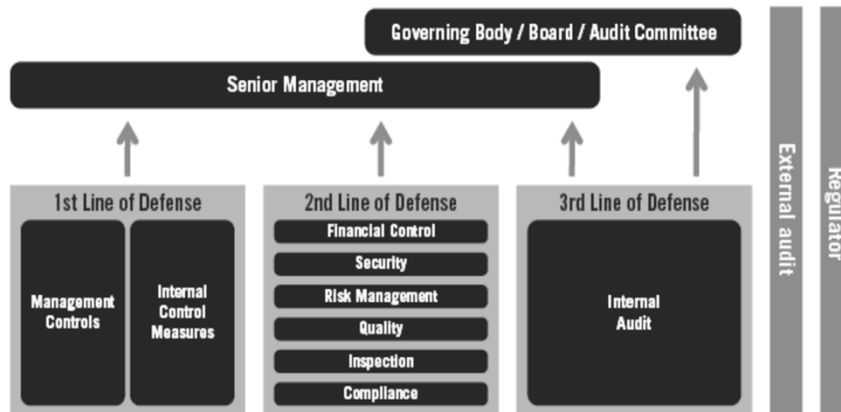 Governing Body / Board / Audit Committee
Senior Management
1st Line of Defense
Management
Controls
Internal
Control
Measures
2nd Line of Defense
Financial Control
Security
Risk Management
Quality
Inspection
Compliance
3rd Line of Defense
Internal
Audit
External audit
Regulator